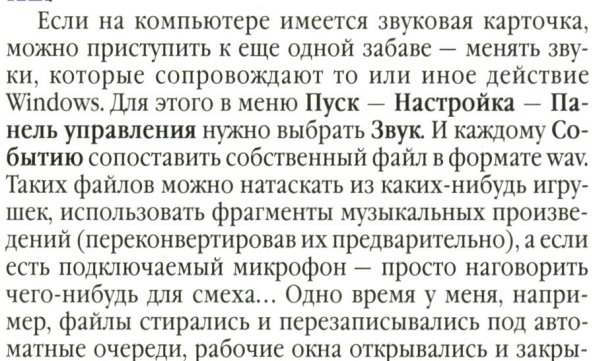 Если на компьютере имеется звуковая карточка,
можно приступить к еще одной забаве — менять зву-
ки, которые сопровождают то или иное действие
Windows. Для этого в меню Пуск — Настройка — Па-
нель управления нужно выбрать Звук. И каждому Со-
бытию сопоставить собственный файл в формате wav.
Таких файлов можно натаскать из каких-нибудь игру-
шек, использовать фрагменты музыкальных произве-
дений (переконвертировав их предварительно), а если
есть подключаемый микрофон — просто наговорить
чего-нибудь для смеха... Одно время у меня, напри-
мер, файлы стирались и перезаписывались под авто-
матные очереди, рабочие окна открывались и закры-